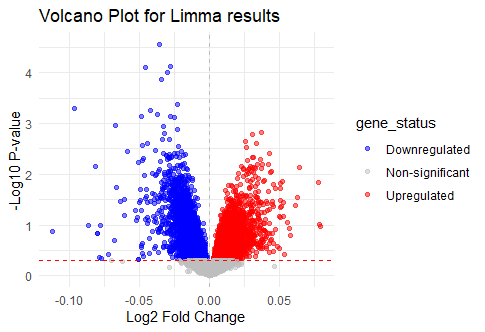 Volcano Plot for Limma results
4
3
2
1
0
-Log10 P-value
-0.10
-0.05
0.00
0.05
Log2 Fold Change
gene_status
Downregulated
Non-significant
Upregulated